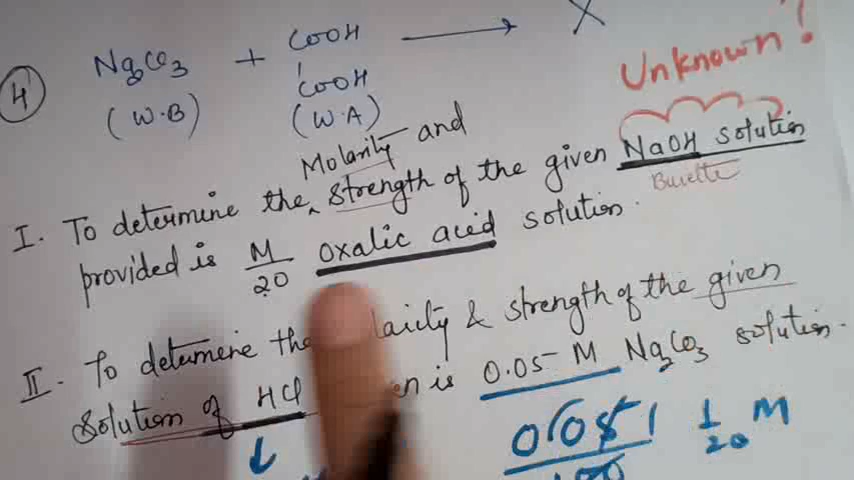 4 Na2CO3 + COOH → X
COOH
(W.B) (W.A)
Unknown!
Molarity and
I. To determine the strength of the given NaOH solution
Burette
provided is M/20 oxalic acid solution.
II. To determine the larity & strength of the given
solution of HCl en is 0.05 M Na2CO3 solution.
1/20 M